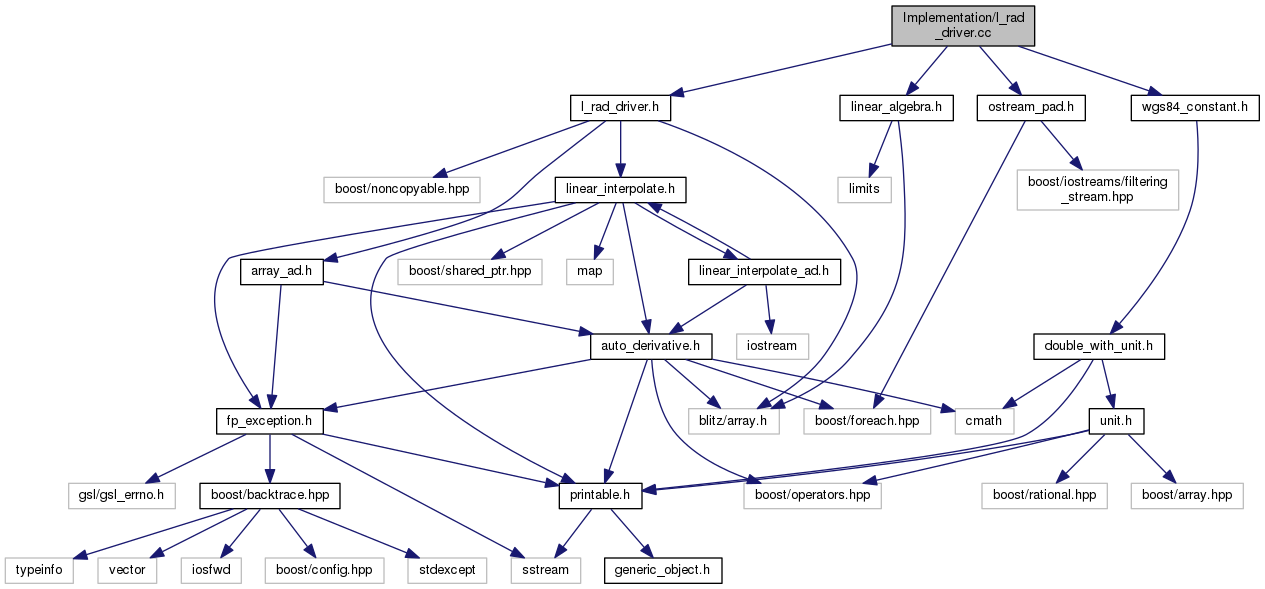 Implementation/l_rad
_driver.cc
l_rad_driver.h
linear_algebra.h
ostream_pad.h
wgs84_constant.h
boost/noncopyable.hpp
linear_interpolate.h
limits
boost/iostreams/filtering
_stream.hpp
array_ad.h
boost/shared_ptr.hpp
map
linear_interpolate_ad.h
auto_derivative.h
iostream
double_with_unit.h
fp_exception.h
blitz/array.h
boost/foreach.hpp
cmath
unit.h
gsl/gsl_errno.h
boost/backtrace.hpp
printable.h
boost/operators.hpp
boost/rational.hpp
boost/array.hpp
typeinfo
vector
iosfwd
boost/config.hpp
stdexcept
sstream
generic_object.h